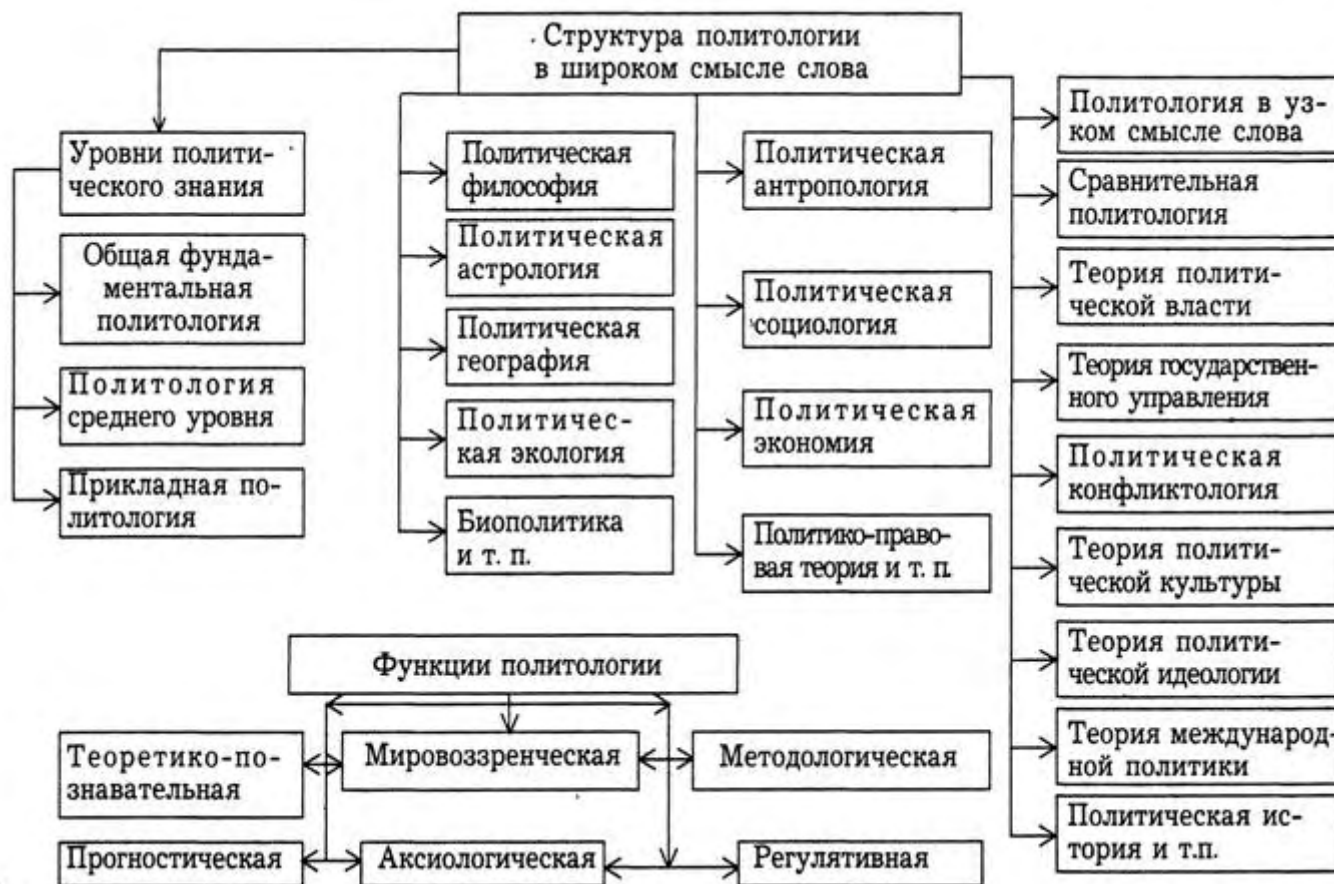 Структура политологии
в широком смысле слова
Уровни полити-
ческого знания
Общая фунда-
ментальная
политология
Политология
среднего уровня
Прикладная по-
литология
Политическая
философия
Политическая
астрология
Политическая
география
Политичес-
кая экология
Биополитика
и т. п.
Политическая
антропология
Политическая
социология
Политическая
экономия
Политико-право-
вая теория и т. п.
Политология в уз-
ком смысле слова
Сравнительная
политология
Теория полити-
ческой власти
Теория государствен-
ного управления
Политическая
конфликтология
Теория полити-
ческой культуры
Теория полити-
ческой идеологии
Теория международ-
ной политики
Политическая ис-
тория и т.п.
Функции политологии
Теоретико-по-
знавательная
Мировоззренческая
Методологическая
Прогностическая
Аксиологическая
Регулятивная